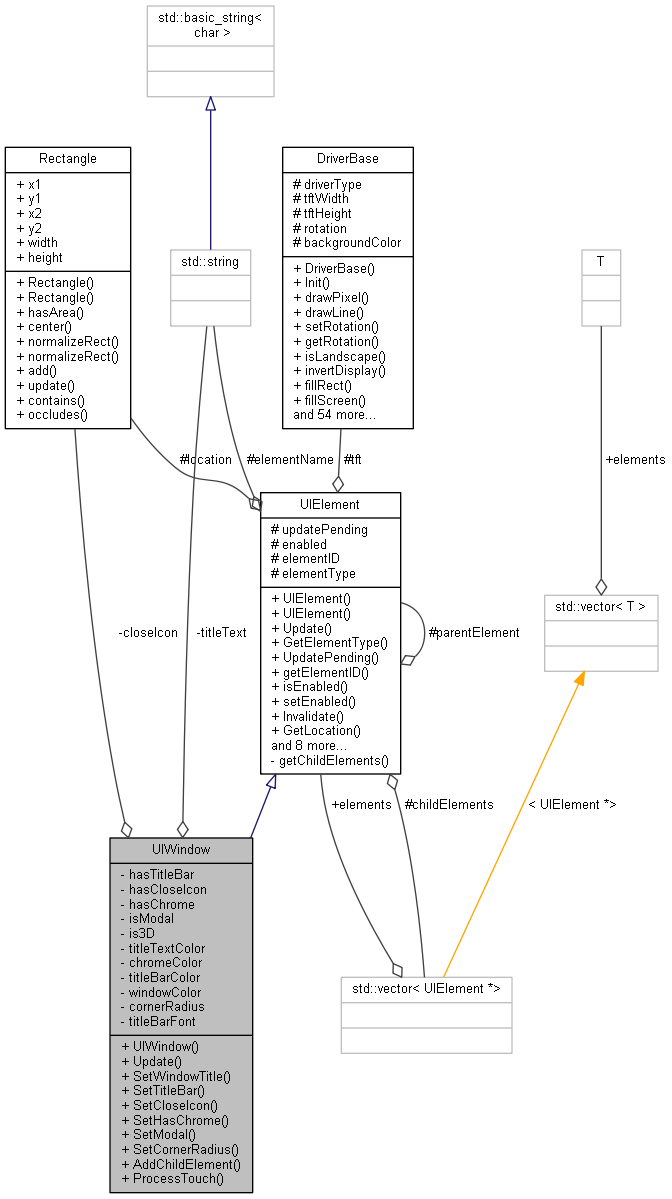 std::basic_string<
char >
Rectangle
+ x1
+ y1
+ x2
+ y2
+ width
+ height
+ Rectangle()
+ Rectangle()
+ hasArea()
+ center()
+ normalizeRect()
+ normalizeRect()
+ add()
+ update()
+ contains()
+ occludes()
std::string
DriverBase
# driverType
# tftWidth
# tftHeight
# rotation
# backgroundColor
+ DriverBase()
+ Init()
+ drawPixel()
+ drawLine()
+ setRotation()
+ getRotation()
+ isLandscape()
+ invertDisplay()
+ fillRect()
+ fillScreen()
and 54 more...
T
#location
#elementName
#tft
+elements
UIElement
# updatePending
# enabled
# elementID
# elementType
+ UIElement()
+ UIElement()
+ Update()
+ GetElementType()
+ UpdatePending()
+ getElementID()
+ isEnabled()
+ setEnabled()
+ Invalidate()
+ GetLocation()
and 8 more...
- getChildElements()
std::vector< T >
-closeIcon
-titleText
#parentElement
+elements
#childElements
< UIElement *>
UIWindow
- hasTitleBar
- hasCloseIcon
- hasChrome
- isModal
- is3D
- titleTextColor
- chromeColor
- titleBarColor
- windowColor
- cornerRadius
- titleBarFont
+ UIWindow()
+ Update()
+ SetWindowTitle()
+ SetTitleBar()
+ SetCloseIcon()
+ SetHasChrome()
+ SetModal()
+ SetCornerRadius()
+ AddChildElement()
+ ProcessTouch()
std::vector< UIElement *>